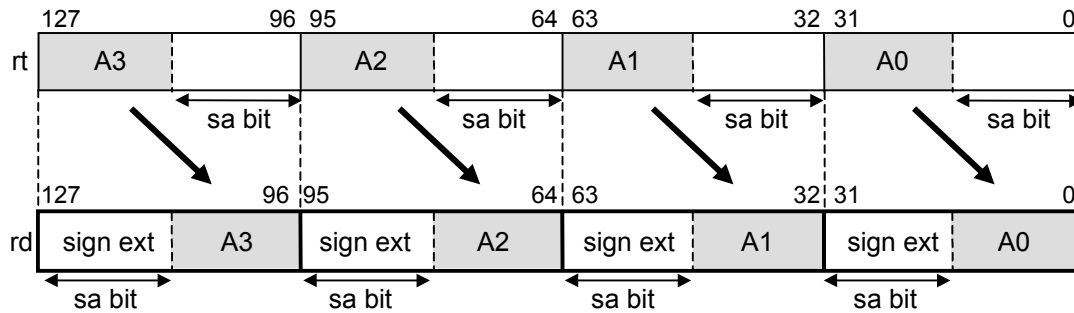 127 96 95 64 63 32 31 0
rt A3 A2 A1 A0
sa bit sa bit sa bit sa bit
127 96 95 64 63 32 31 0
rd sign ext A3 sign ext A2 sign ext A1 sign ext A0
sa bit sa bit sa bit sa bit